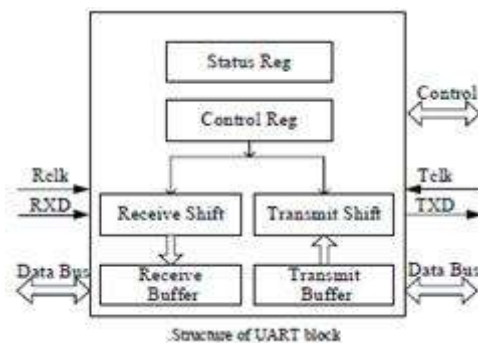 Status Reg
Control
Control Reg
Rclk
Tclk
RXD
Receive Shift
Transmit Shift
TXD
Data Bus
Receive
Buffer
Transmit
Buffer
Data Bus
Structure of UART block